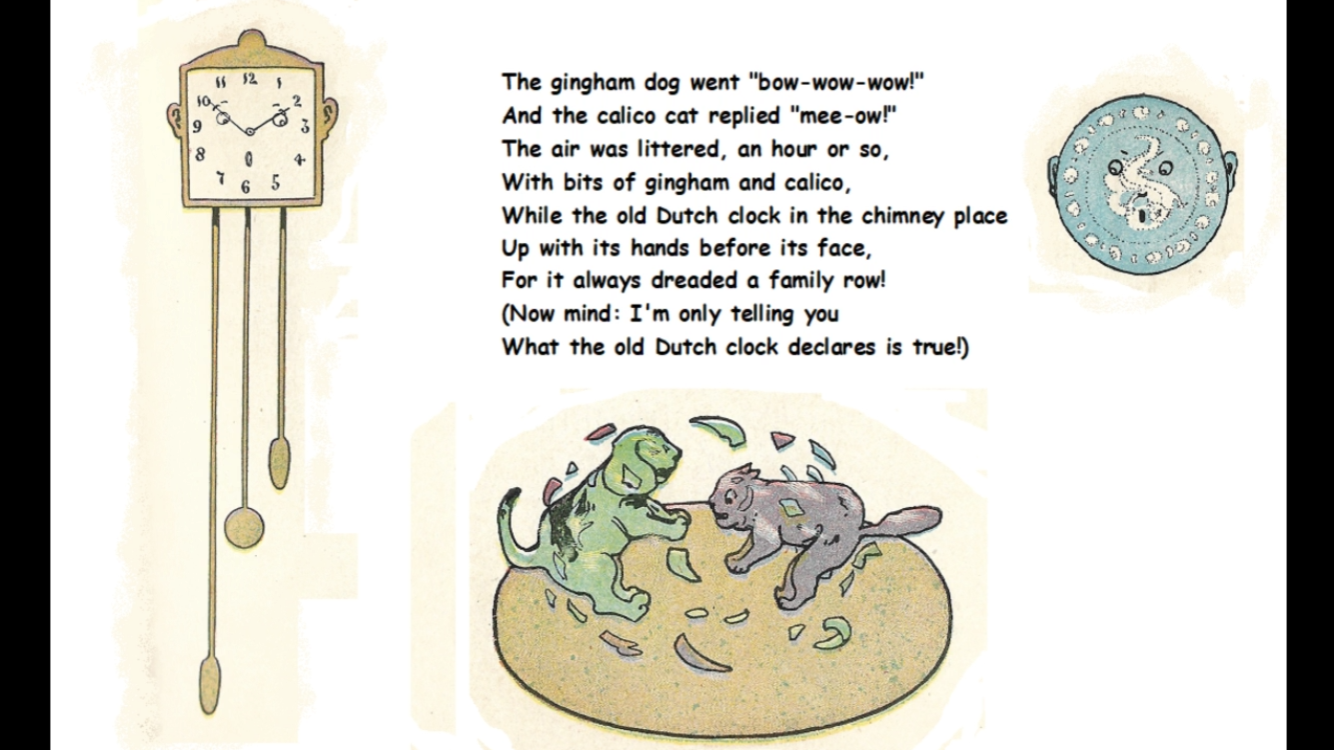 The gingham dog went "bow-wow-wow!"
And the calico cat replied "mee-ow!"
The air was littered, an hour or so,
With bits of gingham and calico,
While the old Dutch clock in the chimney place
Up with its hands before its face,
For it always dreaded a family row!
(Now mind: I'm only telling you
What the old Dutch clock declares is true!)
11 12 1
10 2
9 3
8 4
7 6 5